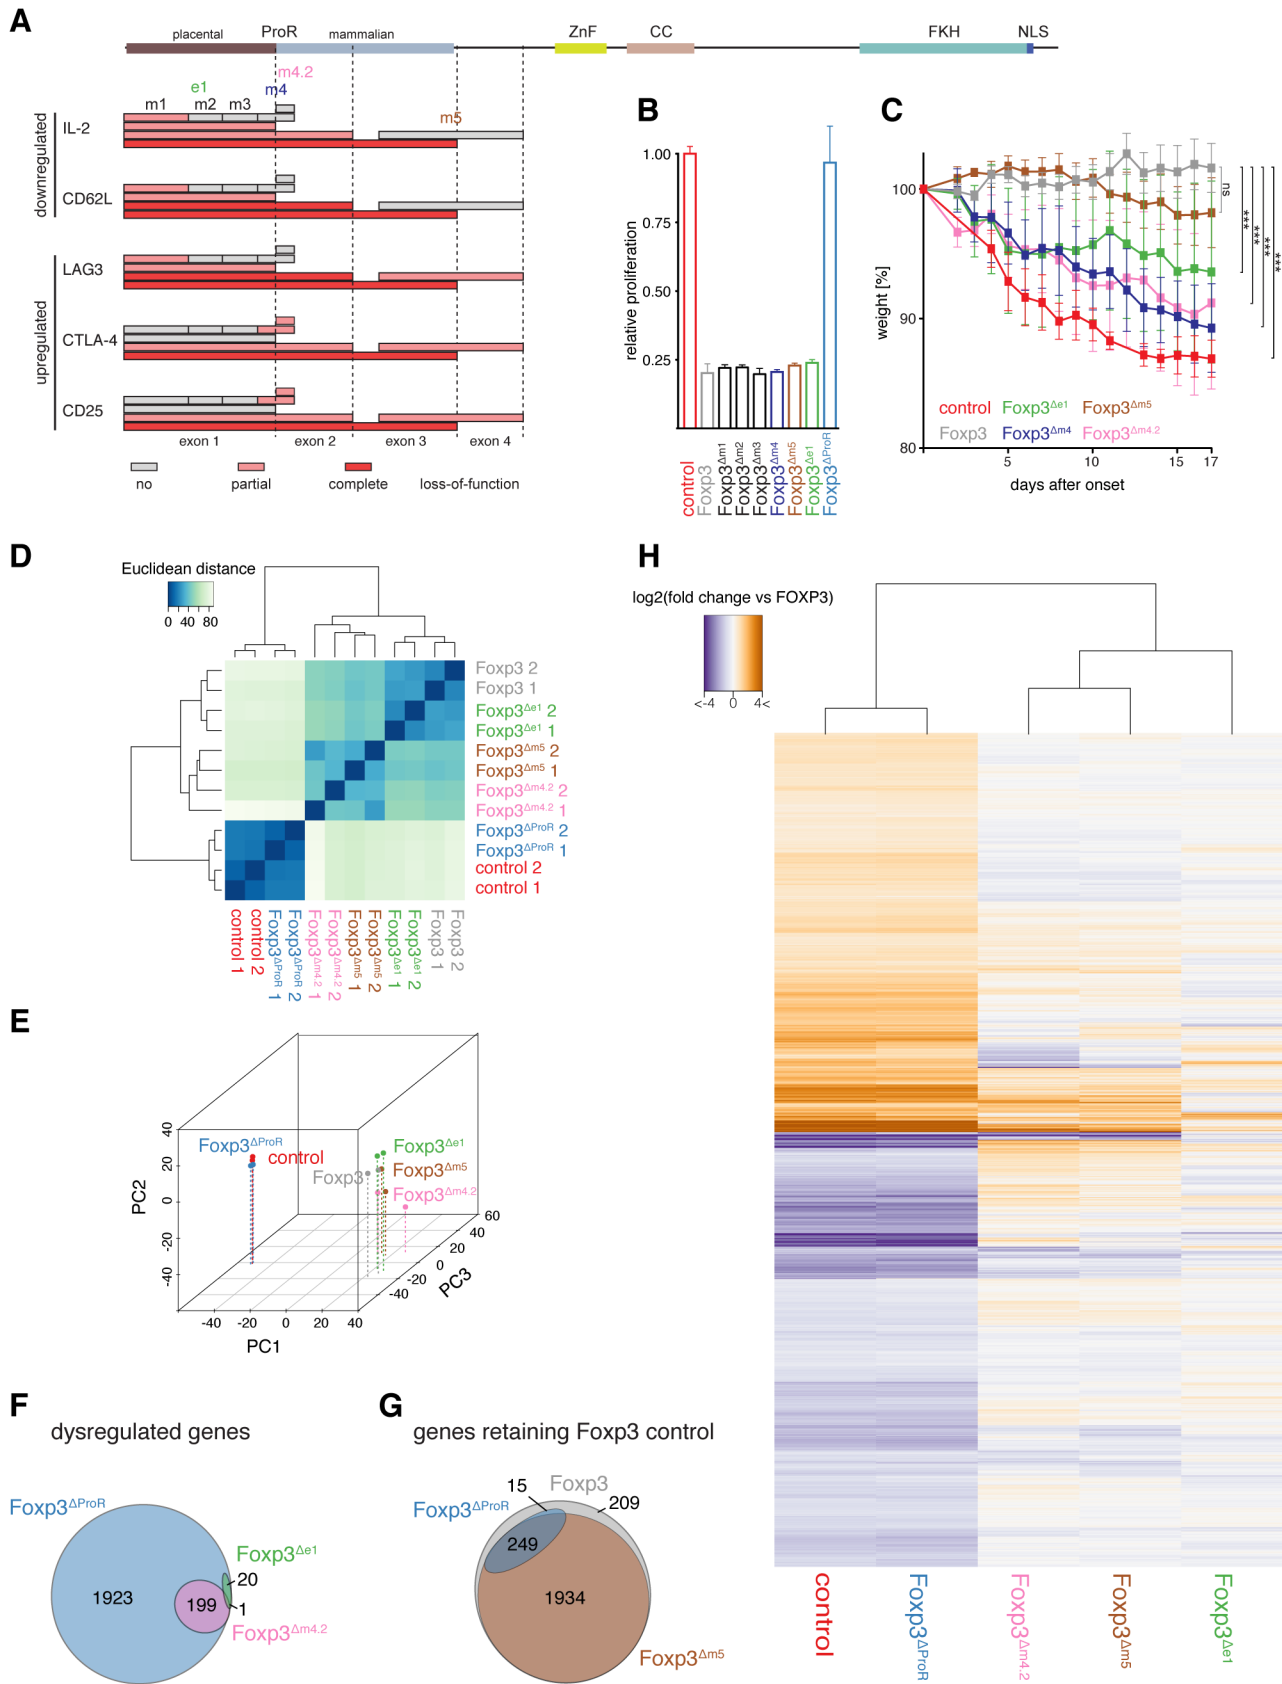 A
placental
ProR
mammalian
ZnF
CC
FKH
NLS
m4.2
e1
m4
m1
m2
m3
m5
downregulated
IL-2
CD62L
upregulated
LAG3
CTLA-4
CD25
exon 1
exon 2
exon 3
exon 4
no
partial
complete
loss-of-function
B
relative proliferation
1.00
0.75
0.50
0.25
control
Foxp3
Foxp3Δm1
Foxp3Δm2
Foxp3Δm3
Foxp3Δm4
Foxp3Δm5
Foxp3Δe1
Foxp3ΔProR
C
weight [%]
100
90
80
5
10
15
17
days after onset
ns
***
***
***
***
control Foxp3Δe1 Foxp3Δm5
Foxp3 Foxp3Δm4 Foxp3Δm4.2
D
Euclidean distance
0 40 80
Foxp3 2
Foxp3 1
Foxp3Δe1 2
Foxp3Δe1 1
Foxp3Δm5 2
Foxp3Δm5 1
Foxp3Δm4.2 2
Foxp3Δm4.2 1
Foxp3ΔProR 2
Foxp3ΔProR 1
control 2
control 1
control 1
control 2
Foxp3ΔProR 1
Foxp3ΔProR 2
Foxp3Δm4.2 1
Foxp3Δm4.2 2
Foxp3Δm5 1
Foxp3Δm5 2
Foxp3Δe1 1
Foxp3Δe1 2
Foxp3 1
Foxp3 2
E
PC2
40
20
0
-20
-40
Foxp3ΔProR
control
Foxp3
Foxp3Δe1
Foxp3Δm5
Foxp3Δm4.2
60
40
20
0
-20
-40
PC3
-40 -20 0 20 40
PC1
F
dysregulated genes
Foxp3ΔProR
1923
199
Foxp3Δe1
20
1
Foxp3Δm4.2
G
genes retaining Foxp3 control
15
Foxp3
209
Foxp3ΔProR
249
1934
Foxp3Δm5
H
log2(fold change vs FOXP3)
<-4 0 4<
control
Foxp3ΔProR
Foxp3Δm4.2
Foxp3Δm5
Foxp3Δe1